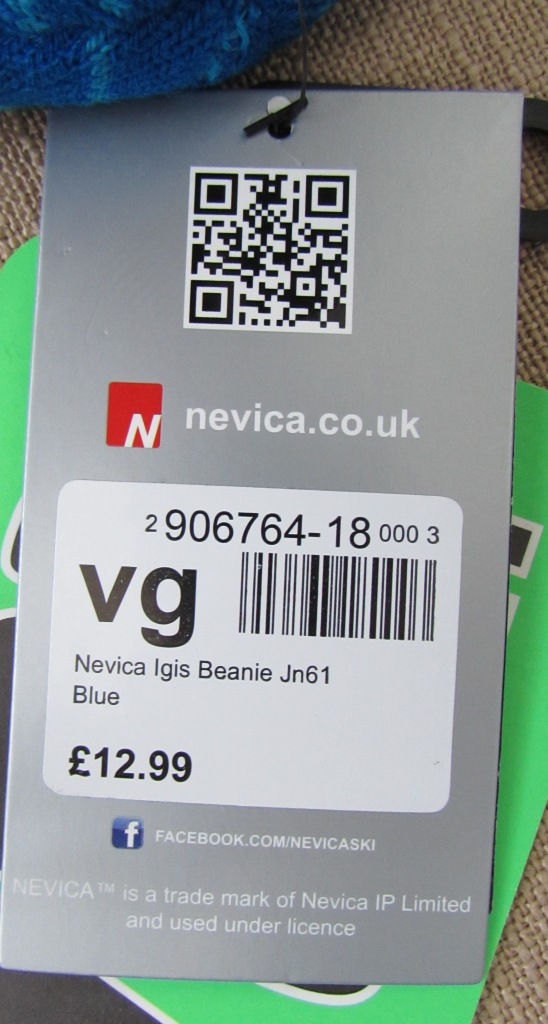 N nevica.co.uk
2 906764-18 000 3
vg
Nevica Igis Beanie Jn61
Blue
£12.99
f FACEBOOK.COM/NEVICASKI
NEVICA™ is a trade mark of Nevica IP Limited
and used under licence